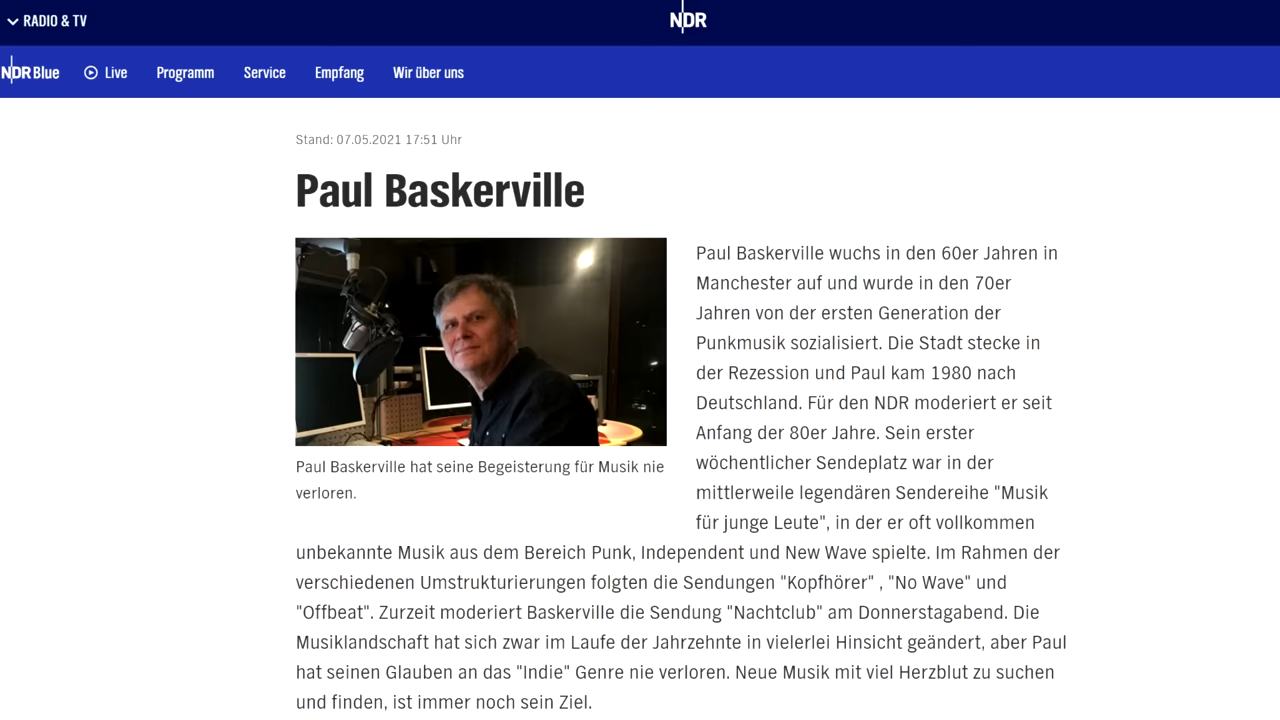 RADIO & TV
NDR
NDR Blue Live Programm Service Empfang Wir über uns
Stand: 07.05.2021 17:51 Uhr
Paul Baskerville
Paul Baskerville hat seine Begeisterung für Musik nie
verloren.
Paul Baskerville wuchs in den 60er Jahren in
Manchester auf und wurde in den 70er
Jahren von der ersten Generation der
Punkmusik sozialisiert. Die Stadt stecke in
der Rezession und Paul kam 1980 nach
Deutschland. Für den NDR moderiert er seit
Anfang der 80er Jahre. Sein erster
wöchentlicher Sendeplatz war in der
mittlerweile legendären Sendereihe "Musik
für junge Leute", in der er oft vollkommen
unbekannte Musik aus dem Bereich Punk, Independent und New Wave spielte. Im Rahmen der
verschiedenen Umstrukturierungen folgten die Sendungen "Kopfhörer" , "No Wave" und
"Offbeat". Zurzeit moderiert Baskerville die Sendung "Nachtclub" am Donnerstagabend. Die
Musiklandschaft hat sich zwar im Laufe der Jahrzehnte in vielerlei Hinsicht geändert, aber Paul
hat seinen Glauben an das "Indie" Genre nie verloren. Neue Musik mit viel Herzblut zu suchen
und finden, ist immer noch sein Ziel.